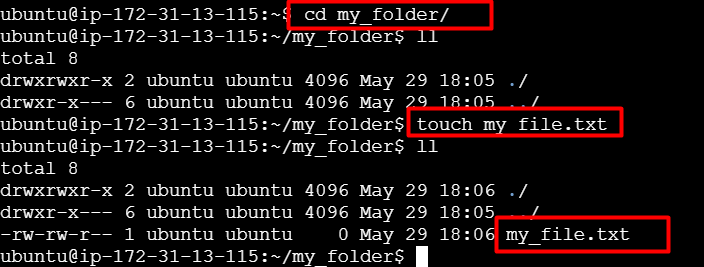 ubuntu@ip-172-31-13-115:~$ cd my_folder/
ubuntu@ip-172-31-13-115:~/my_folder$ ll
total 8
drwxrwxr-x 2 ubuntu ubuntu 4096 May 29 18:05 ./
drwxr-x--- 6 ubuntu ubuntu 4096 May 29 18:05 ../
ubuntu@ip-172-31-13-115:~/my_folder$ touch my_file.txt
ubuntu@ip-172-31-13-115:~/my_folder$ ll
total 8
drwxrwxr-x 2 ubuntu ubuntu 4096 May 29 18:06 ./
drwxr-x--- 6 ubuntu ubuntu 4096 May 29 18:05 ../
-rw-rw-r-- 1 ubuntu ubuntu    0 May 29 18:06 my_file.txt
ubuntu@ip-172-31-13-115:~/my_folder$